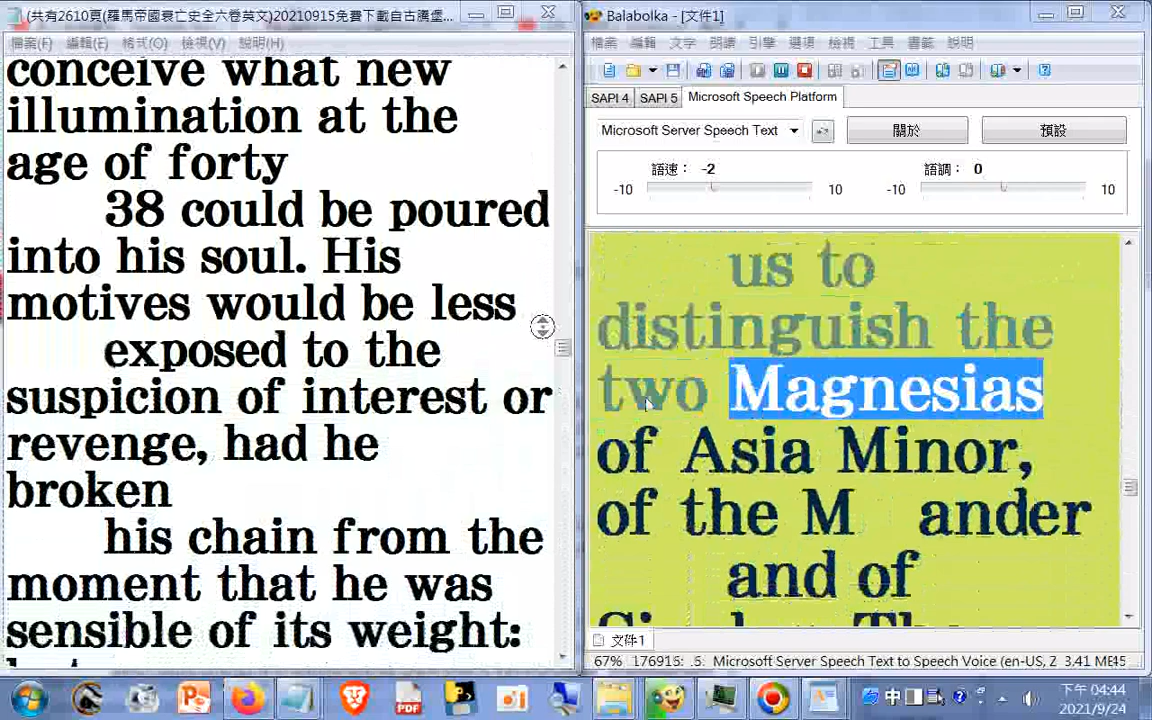 (共有2610頁(羅馬帝國衰亡史全六卷英文)20210915免費下載自古騰堡...
檔案(F) 編輯(E) 格式(O) 檢視(V) 說明(H)
conceive what new
illumination at the
age of forty
38 could be poured
into his soul. His
motives would be less
exposed to the
suspicion of interest or
revenge, had he
broken
his chain from the
moment that he was
sensible of its weight:
Balabolka - [文件1]
檔案 編輯 文字 朗讀 引擎 選項 檢視 工具 書籤 說明
SAPI 4 SAPI 5 Microsoft Speech Platform
Microsoft Server Speech Text 關於 預設
語速: -2 語調: 0
-10 10 -10 10
us to
distinguish the
two Magnesias
of Asia Minor,
of the M ander
and of
文件1
67% 176915: .5: Microsoff Server Speech Text to Speech Voice (en-US, Z 3,41 ME45
中
下午 04:44
2021/9/24